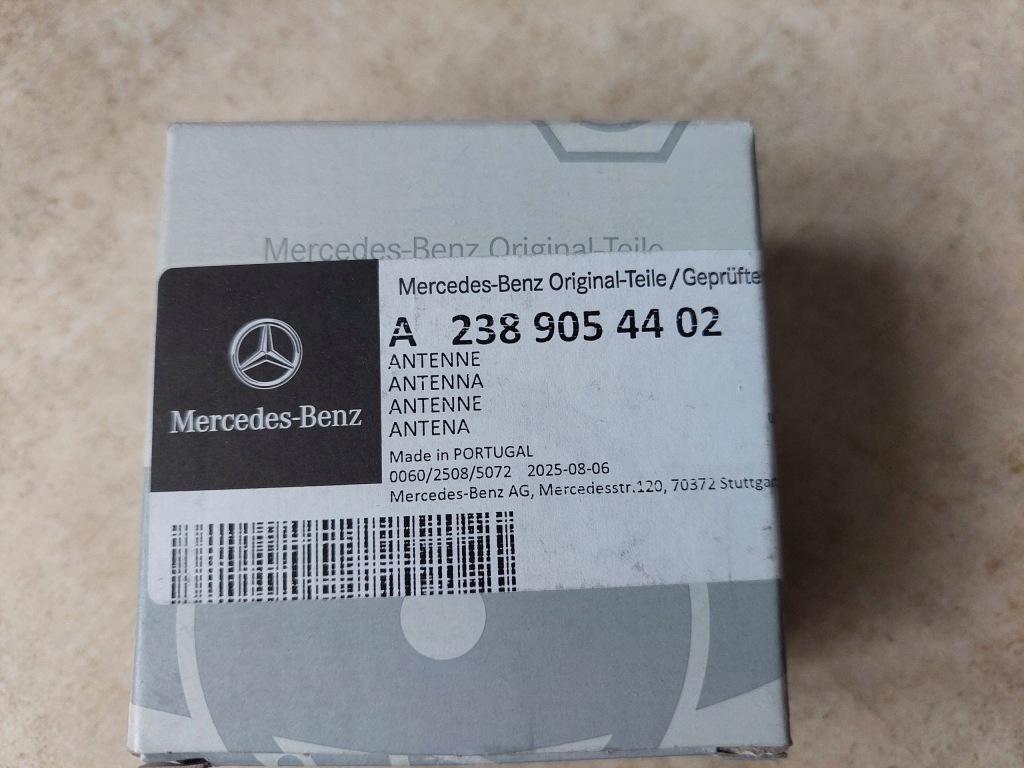 Mercedes-Benz Original-Teile
Mercedes-Benz Original-Teile/Geprüfte
A 238 905 44 02
ANTENNE
ANTENNA
ANTENNE
ANTENA
Mercedes-Benz
Made in PORTUGAL
0060/2508/5072 2025-08-06
Mercedes-Benz AG, Mercedesstr.120, 70372 Stuttgar